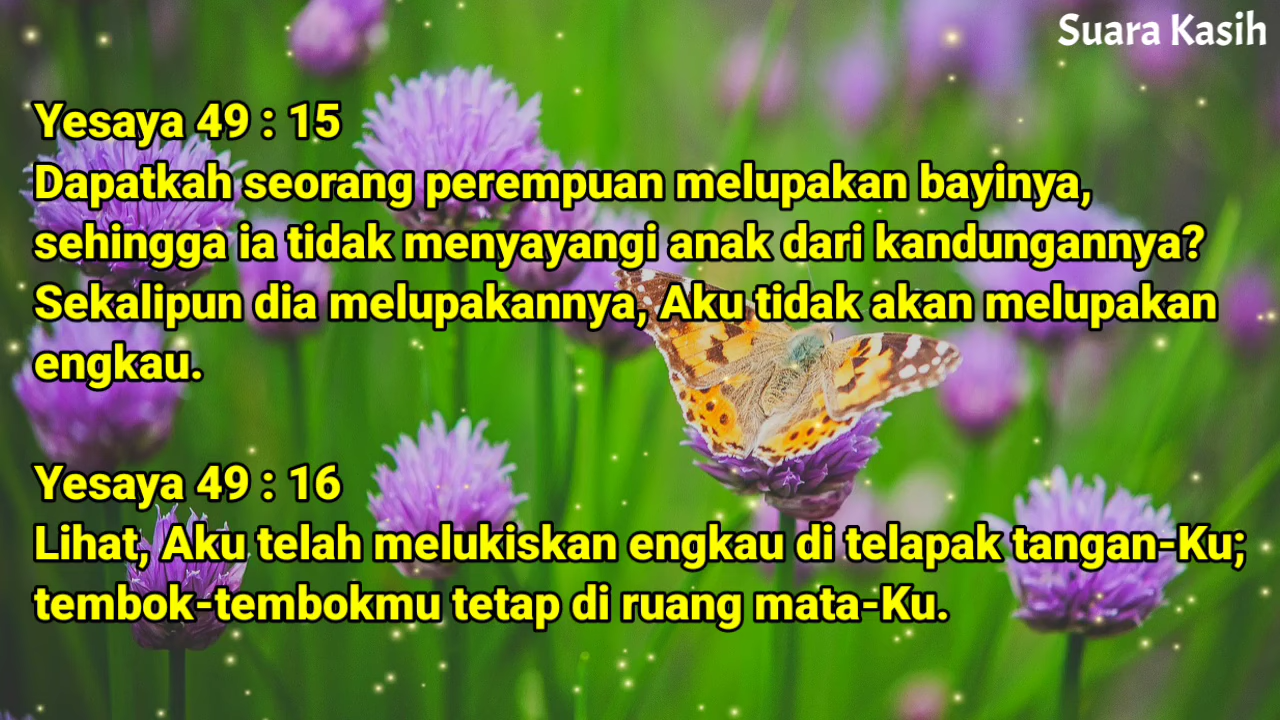 Suara Kasih
Yesaya 49 : 15
Dapatkah seorang perempuan melupakan bayinya,
sehingga ia tidak menyayangi anak dari kandungannya?
Sekalipun dia melupakannya, Aku tidak akan melupakan
engkau.
Yesaya 49 : 16
Lihat, Aku telah melukiskan engkau di telapak tangan-Ku;
tembok-tembokmu tetap di ruang mata-Ku.